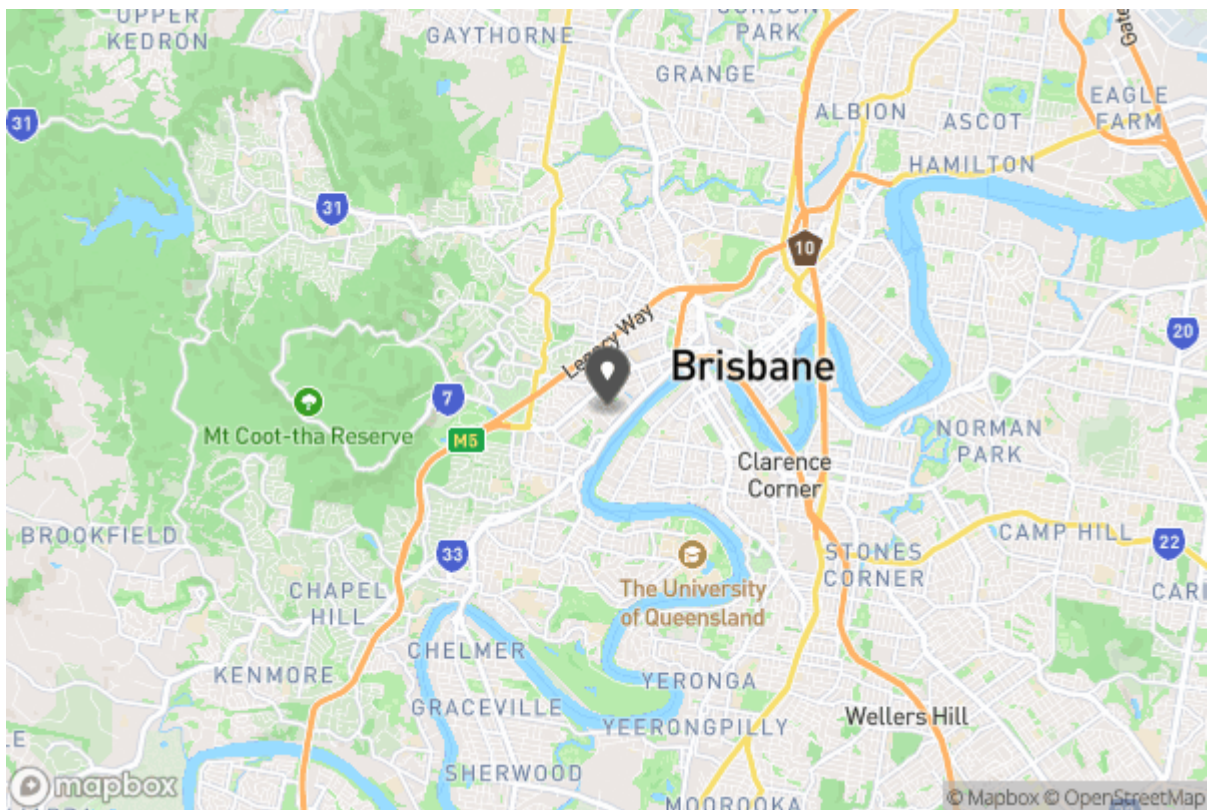 UPPER
KEDRON
GAYTHORNE
PARK
GRANGE
ALBION
ASCOT
EAGLE
FARM
31
HAMILTON
31
10
20
Legacy Way
Brisbane
7
Mt Coot-tha Reserve
M5
NORMAN
PARK
Clarence
Corner
BROOKFIELD
33
CAMP HILL
22
STONES
CORNER
The University
of Queensland
CHAPEL
HILL
CHELMER
KENMORE
YERONGA
GRACEVILLE
YEERONGPILLY
Wellers Hill
SHERWOOD
mapbox
MOOROOKA
© Mapbox © OpenStreetMap